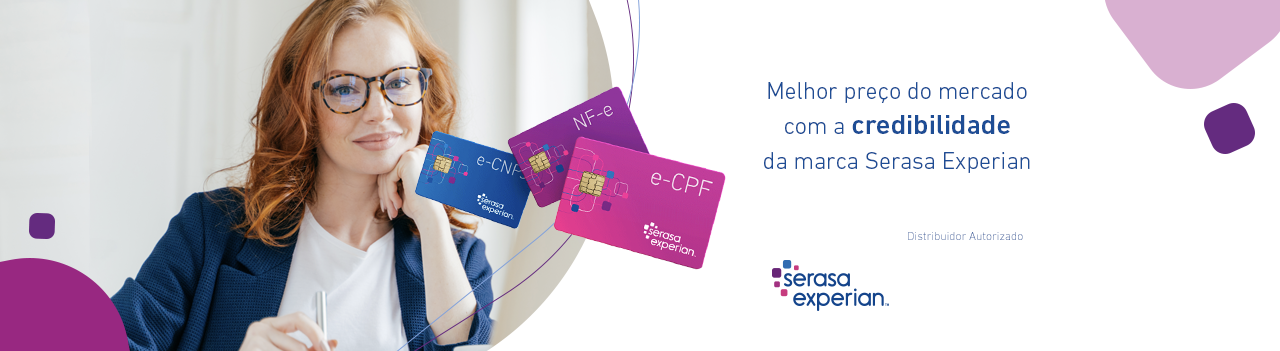 Melhor preço do mercado
com a credibilidade
da marca Serasa Experian
NF-e
e-CPF
serasa
experian.
serasa
experian.
Distribuidor Autorizado
serasa
experian